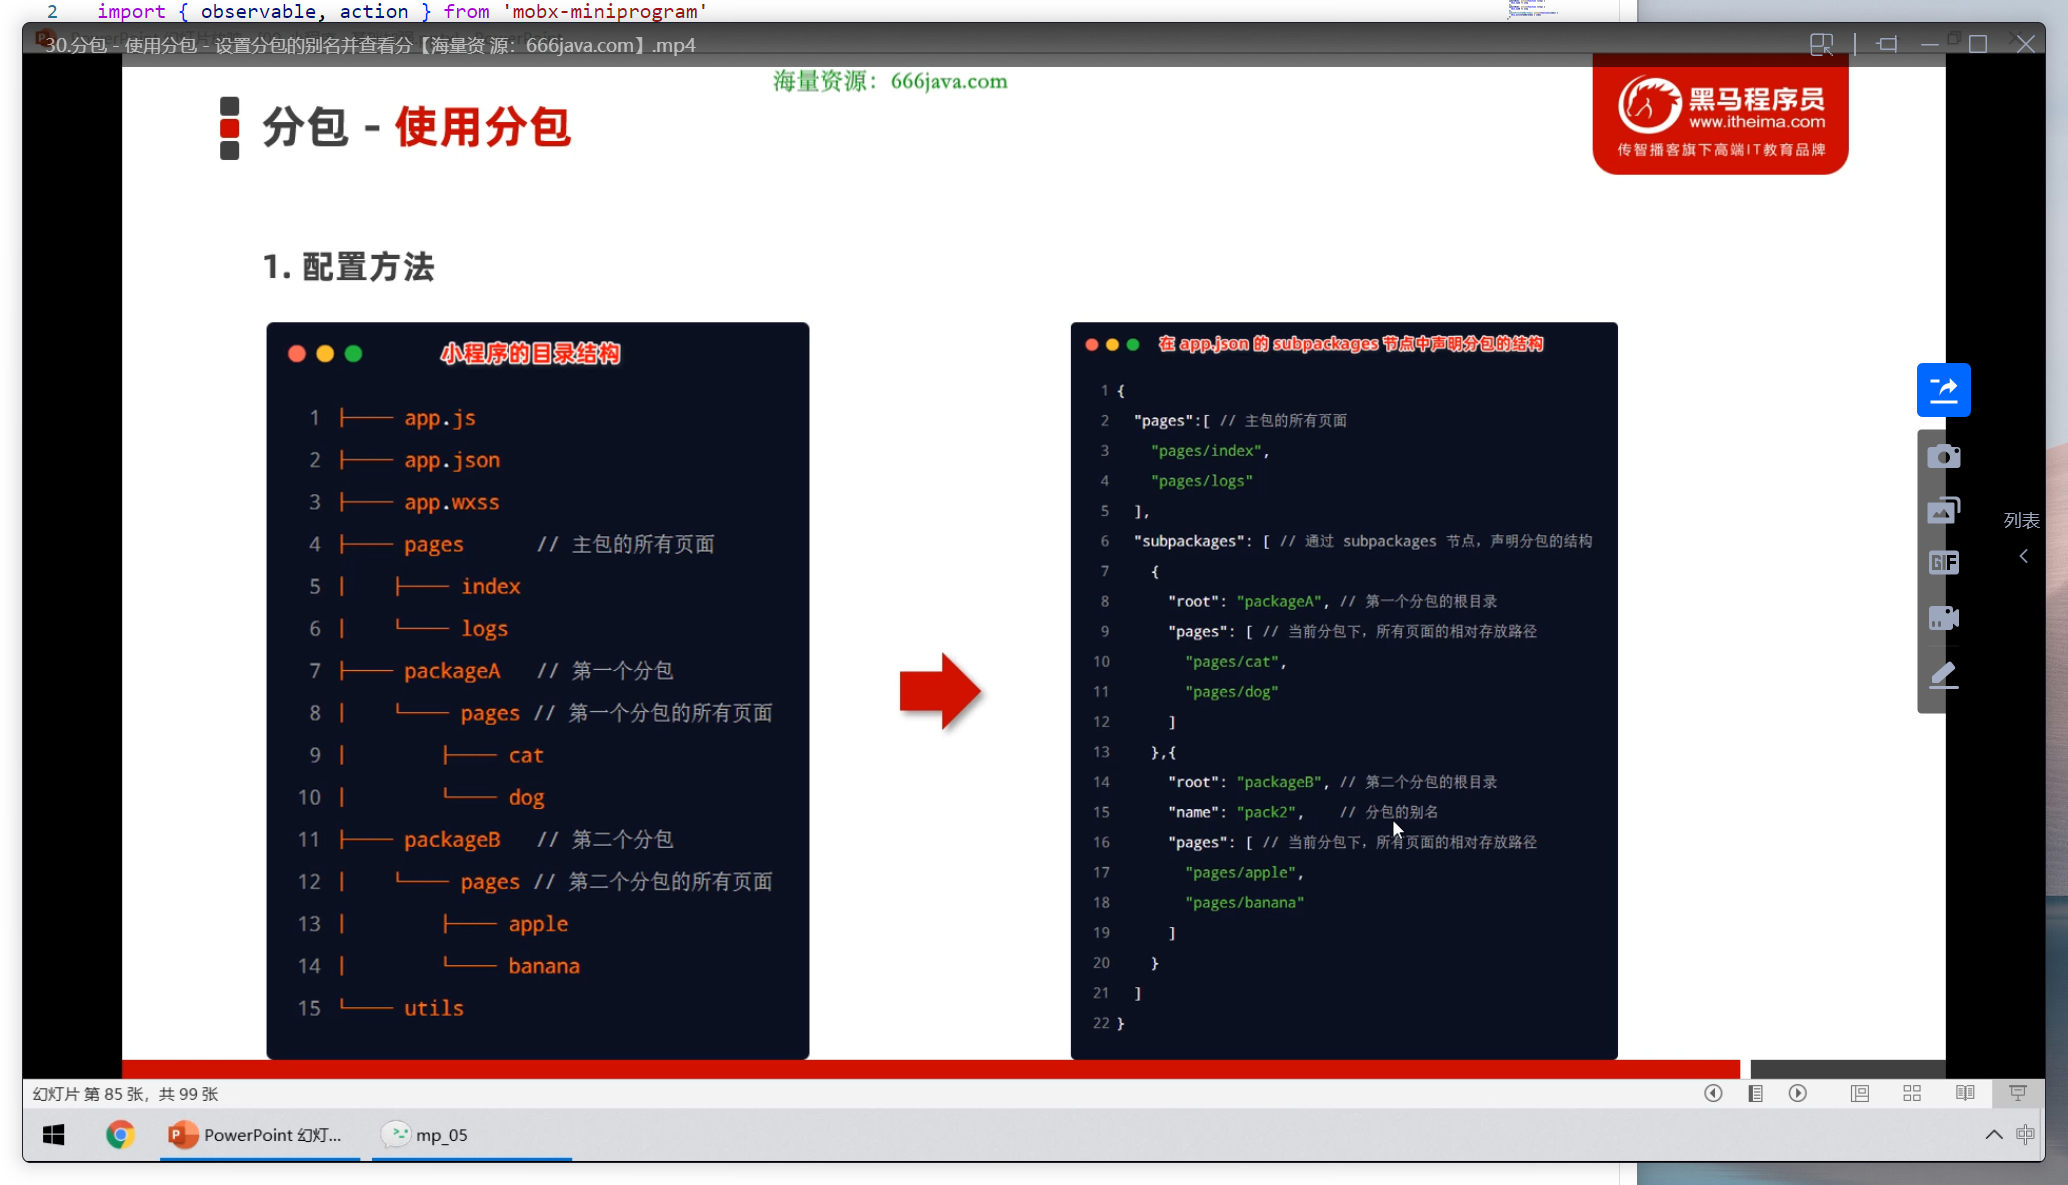 2 import { observable, action } from 'mobx-miniprogram'
30.分包 - 使用分包 - 设置分包的别名并查看分【海量资 源：666java.com】.mp4
海量资源：666java.com
分包 - 使用分包
黑马程序员
www.itheima.com
传智播客旗下高端IT教育品牌
1. 配置方法
小程序的目录结构
1 ├── app.js
2 ├── app.json
3 ├── app.wxss
4 ├── pages // 主包的所有页面
5 │ ├── index
6 │ └── logs
7 ├── packageA // 第一个分包
8 │ └── pages // 第一个分包的所有页面
9 │ ├── cat
10 │ └── dog
11 ├── packageB // 第二个分包
12 │ └── pages // 第二个分包的所有页面
13 │ ├── apple
14 │ └── banana
15 └── utils
在 app.json 的 subpackages 节点中声明分包的结构
1 {
2 "pages":[ // 主包的所有页面
3 "pages/index",
4 "pages/logs"
5 ],
6 "subpackages": [ // 通过 subpackages 节点，声明分包的结构
7 {
8 "root": "packageA", // 第一个分包的根目录
9 "pages": [ // 当前分包下，所有页面的相对存放路径
10 "pages/cat",
11 "pages/dog"
12 ]
13 },{
14 "root": "packageB", // 第二个分包的根目录
15 "name": "pack2", // 分包的别名
16 "pages": [ // 当前分包下，所有页面的相对存放路径
17 "pages/apple",
18 "pages/banana"
19 ]
20 }
21 ]
22 }
GIF
列表
幻灯片 第 85 张，共 99 张
PowerPoint 幻灯...
mp_05
中